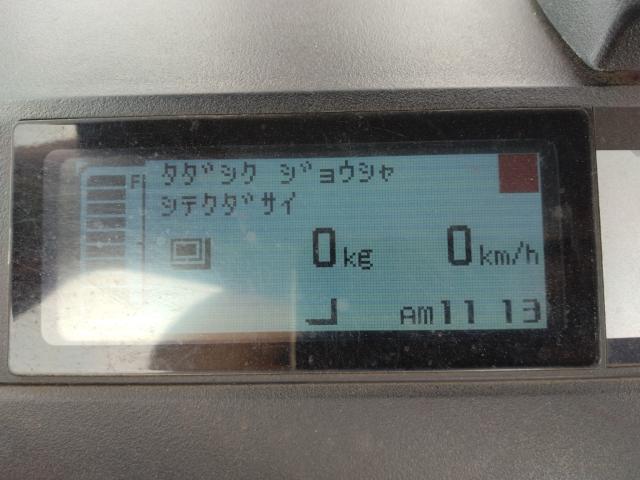 F
タダシク ジョウシャ
シテクダサイ
0kg 0km/h
AM11 13